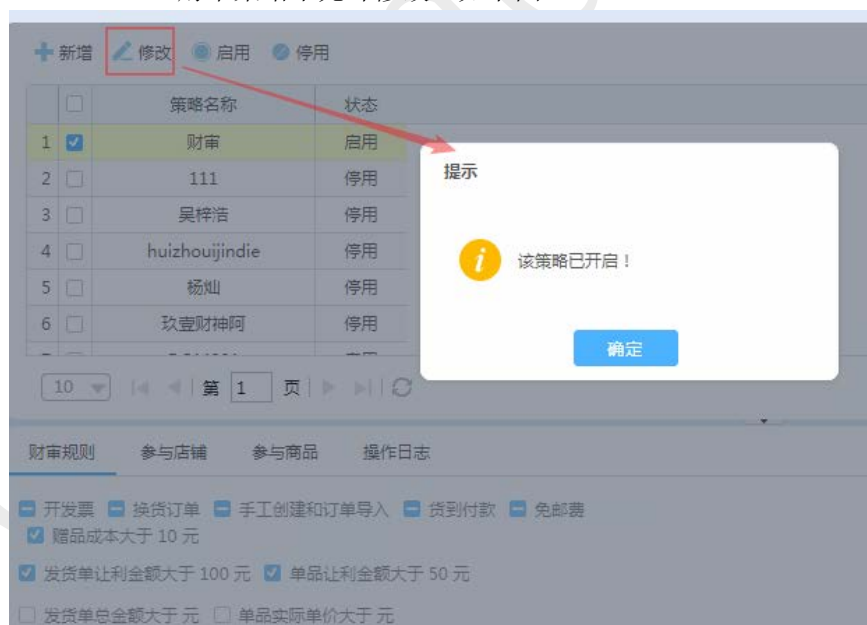 新增 修改 启用 停用
策略名称 状态
1 财审 启用
2 111 停用
3 吴梓浩 停用
4 huizhouijindie 停用
5 杨灿 停用
6 玖壹财神阿 停用
提示
该策略已开启！
确定
10 第 1 页
财审规则 参与店铺 参与商品 操作日志
开发票 换货订单 手工创建和订单导入 货到付款 免邮费
赠品成本大于 10 元
发货单让利金额大于 100 元 单品让利金额大于 50 元
发货单总金额大于 元 单品实际单价大于 元